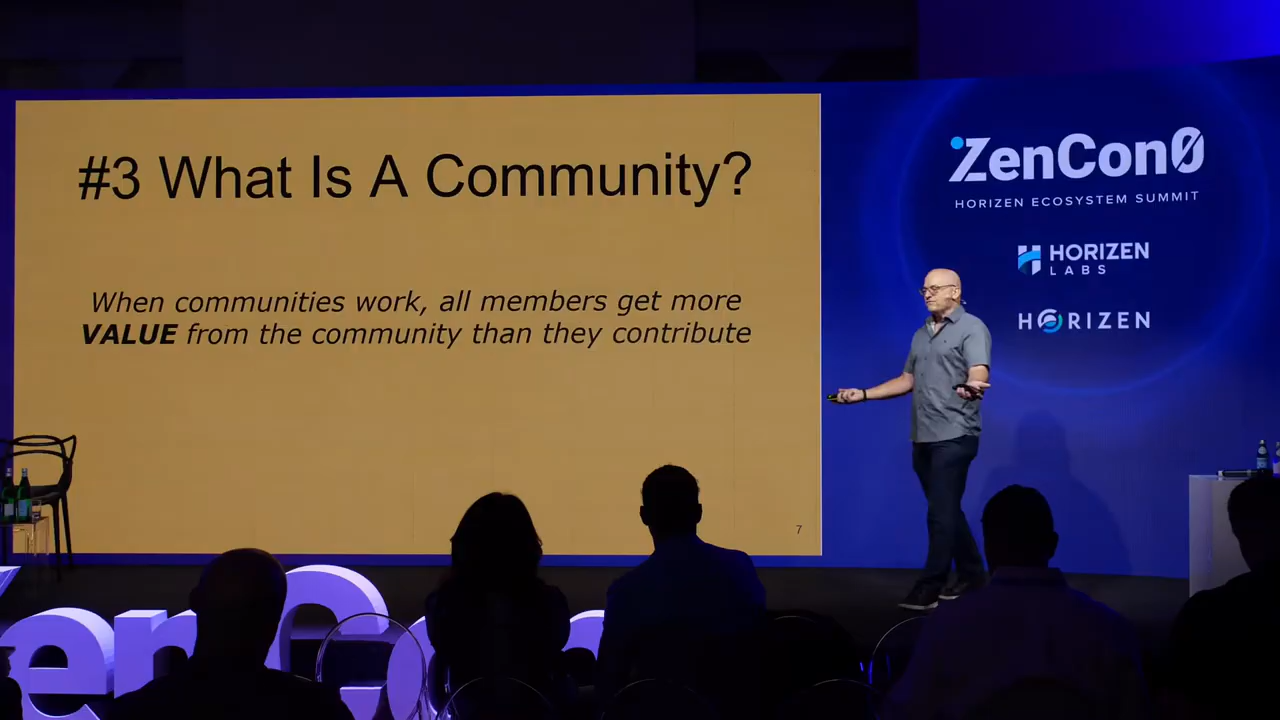 #3 What Is A Community?
When communities work, all members get more
VALUE from the community than they contribute
7
ZenCon0
HORIZEN ECOSYSTEM SUMMIT
HORIZEN
LABS
HORIZEN